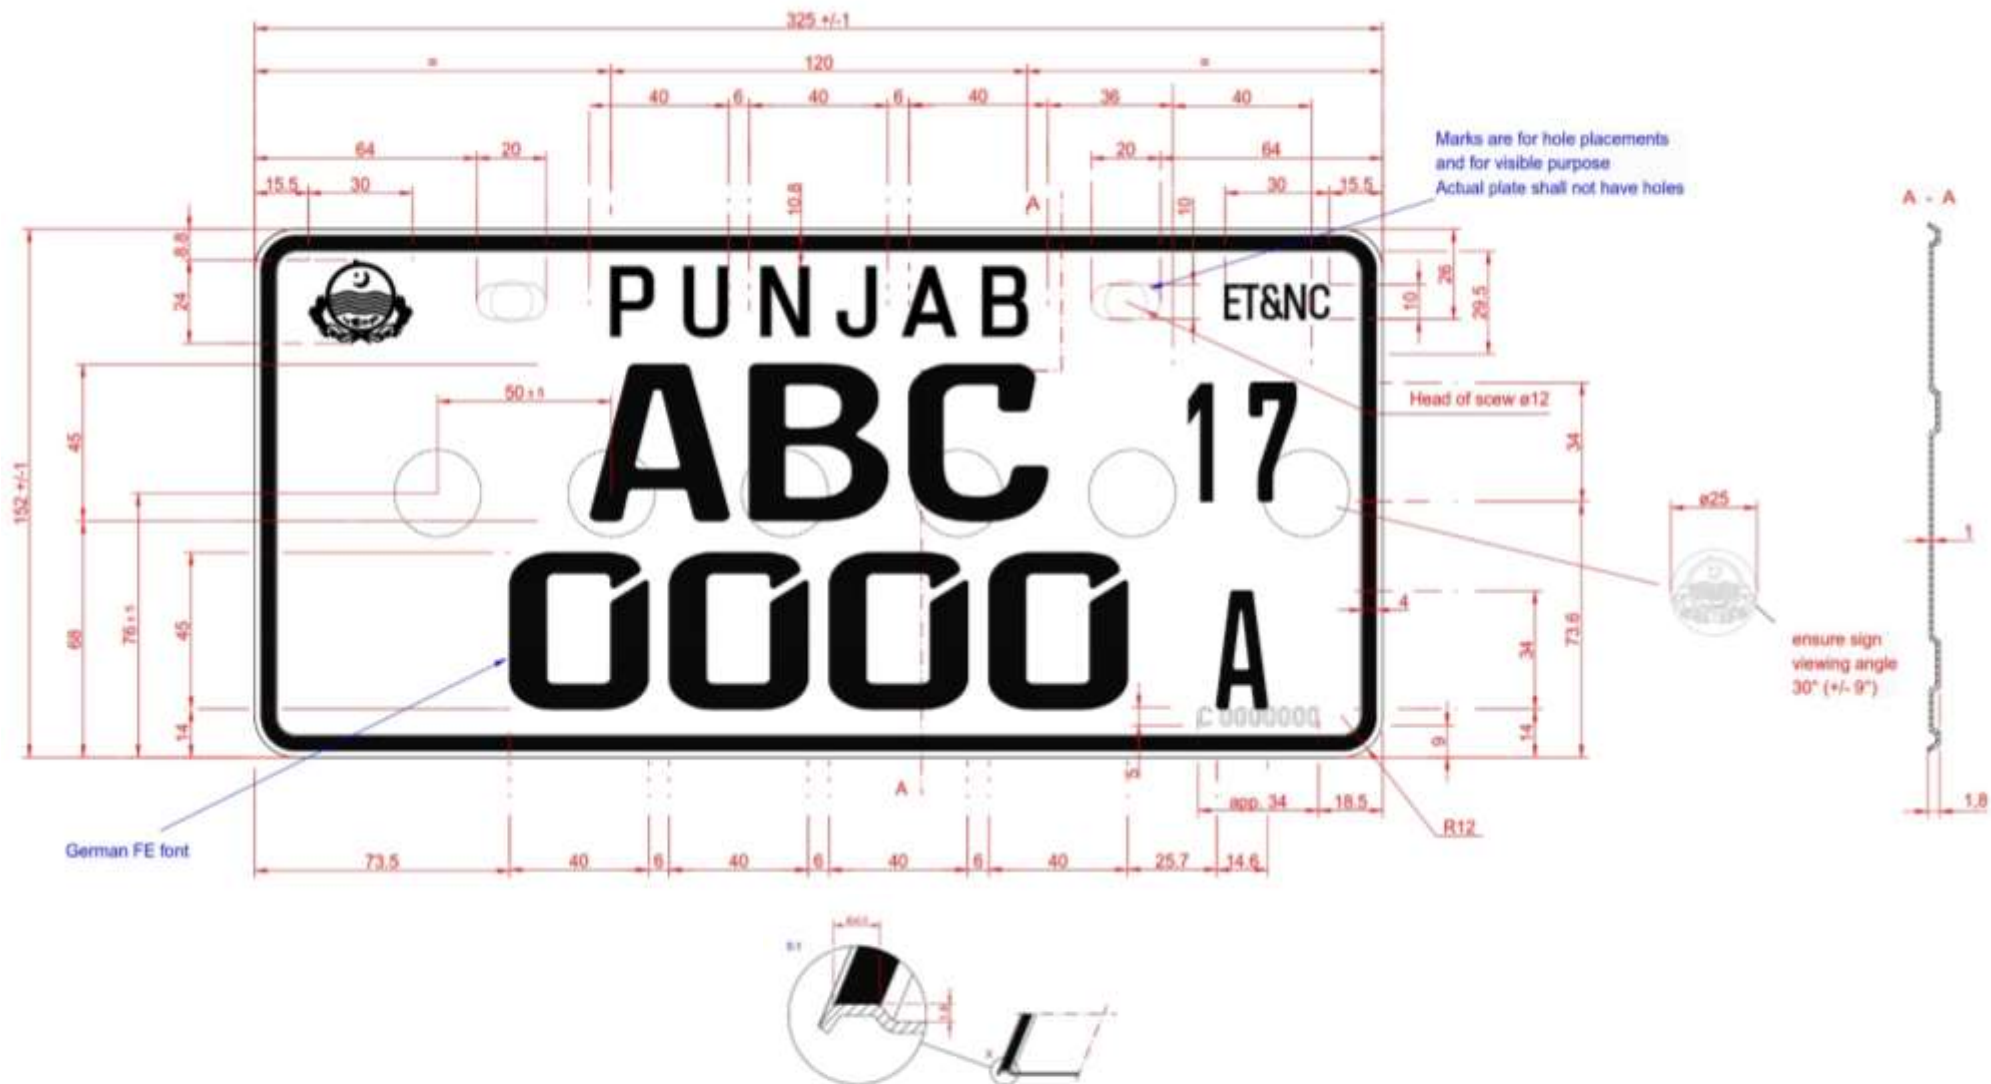 325 +/-1
= 120 =
40 6 40 6 40 36 40
64 20 20 64
15.5 30 10.8 10 30 15.5
Marks are for hole placements
and for visible purpose
Actual plate shall not have holes
A
A - A
8.8
24
PUNJAB
ET&NC
10
26
29.5
50 ± 5
ABC
17
Head of scew ø12
34
45
152 +/-1
ø25
1
0000
A
4
68
76 ± 5
45
34
73.6
ensure sign
viewing angle
30° (+/- 9°)
14
C 0000000
9
14
5
A
app. 34 18.5
1,8
R12
German FE font
73.5 40 6 40 6 40 6 40 25.7 14.6
X